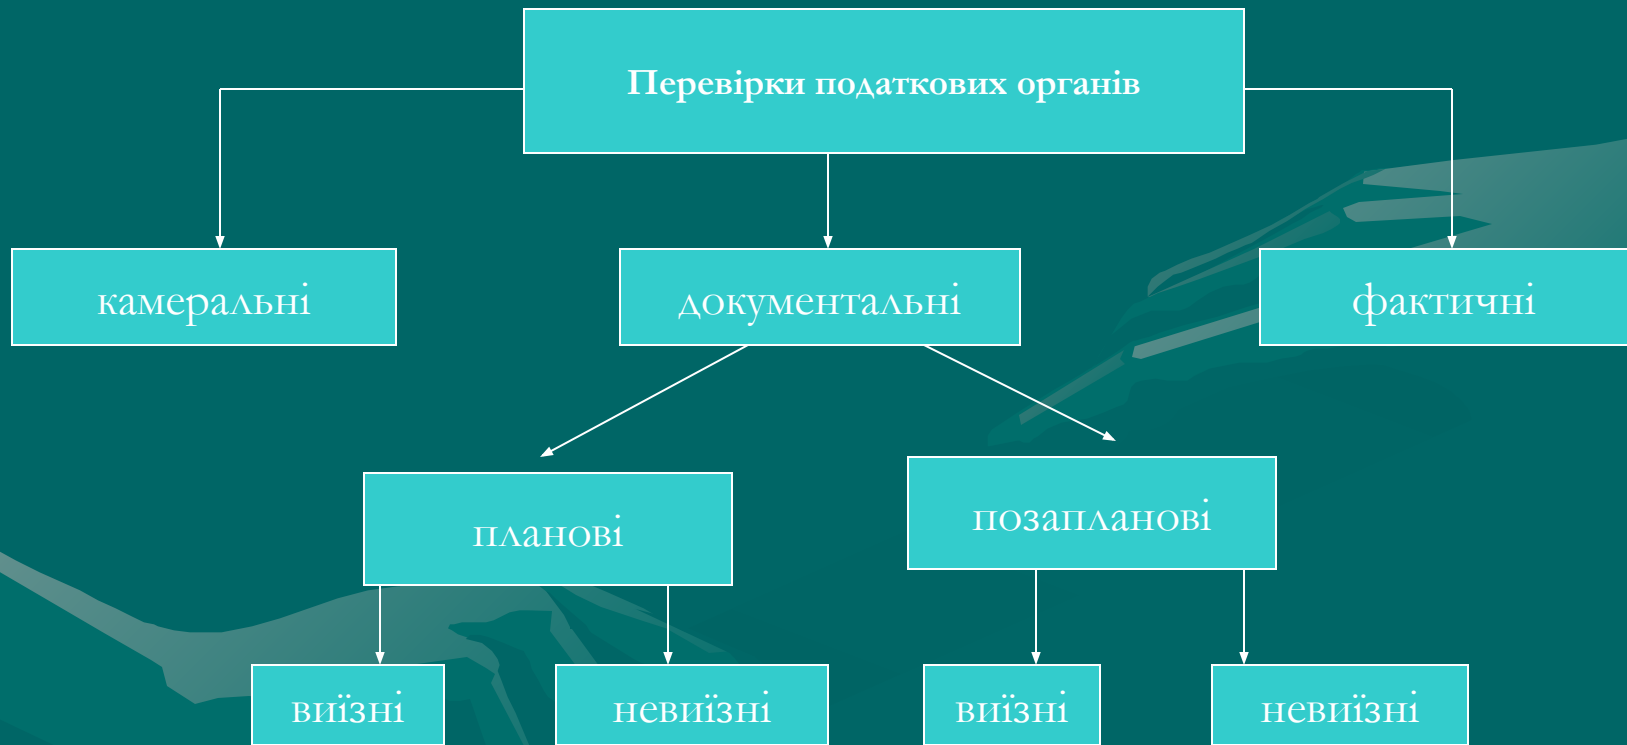 Перевірки податкових органів
камеральні
документальні
фактичні
планові
позапланові
виїзні
невиїзні
виїзні
невиїзні